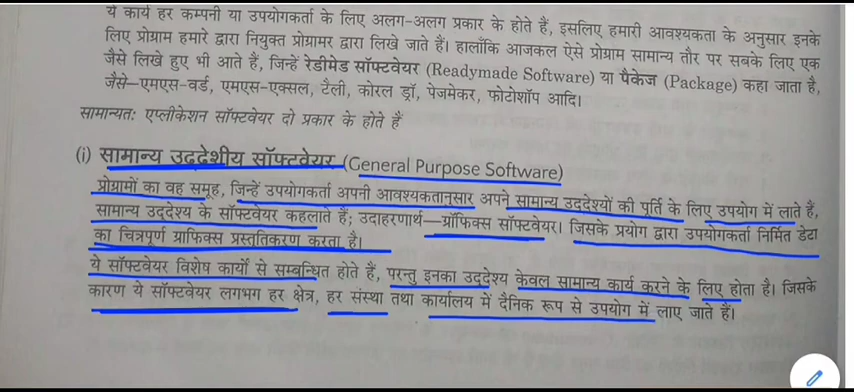 ये कार्य हर कम्पनी या उपयोगकर्ता के लिए अलग-अलग प्रकार के होते हैं, इसलिए हमारी आवश्यकता के अनुसार इनके
लिए प्रोग्राम हमारे द्वारा नियुक्त प्रोग्रामर द्वारा लिखे जाते हैं। हालाँकि आजकल ऐसे प्रोग्राम सामान्य तौर पर सबके लिए एक
जैसे लिखे हुए भी आते हैं, जिन्हें रेडीमेड सॉफ्टवेयर (Readymade Software) या पैकेज (Package) कहा जाता है,
जैसे—एमएस-वर्ड, एमएस-एक्सल, टैली, कोरल ड्रॉ, पेजमेकर, फोटोशॉप आदि।
सामान्यतः एप्लीकेशन सॉफ्टवेयर दो प्रकार के होते हैं
(i) सामान्य उद्देशीय सॉफ्टवेयर (General Purpose Software)
प्रोग्रामों का वह समूह, जिन्हें उपयोगकर्ता अपनी आवश्यकतानुसार अपने सामान्य उद्देश्यों की पूर्ति के लिए उपयोग में लाते हैं,
सामान्य उद्देश्य के सॉफ्टवेयर कहलाते हैं; उदाहरणार्थ—ग्रॉफिक्स सॉफ्टवेयर। जिसके प्रयोग द्वारा उपयोगकर्ता निर्मित डेटा
का चित्रपूर्ण ग्राफिक्स प्रस्ततिकरण करता है।
ये सॉफ्टवेयर विशेष कार्यों से सम्बन्धित होते हैं, परन्तु इनका उद्देश्य केवल सामान्य कार्य करने के लिए होता है। जिसके
कारण ये सॉफ्टवेयर लगभग हर क्षेत्र, हर संस्था तथा कार्यालय में दैनिक रूप से उपयोग में लाए जाते हैं।